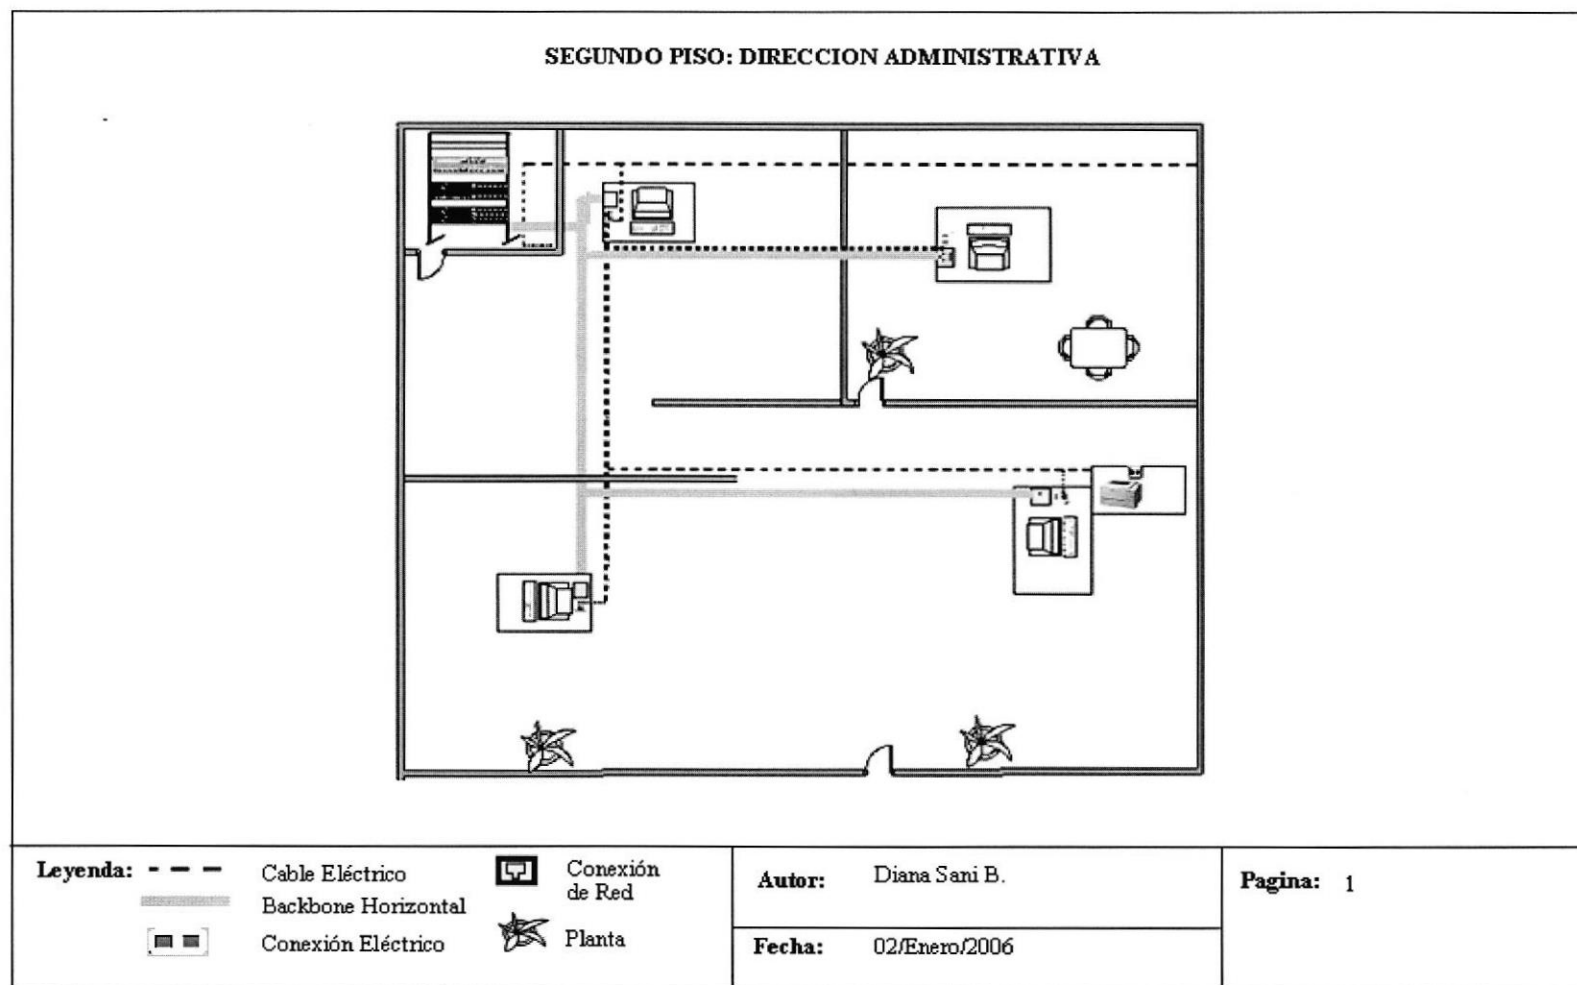 SEGUNDO PISO: DIRECCION ADMINISTRATIVA
Leyenda:
Cable Eléctrico
Backbone Horizontal
Conexión Eléctrico
Conexión
de Red
Planta
Autor: Diana Sani B.
Fecha: 02/Enero/2006
Pagina: 1